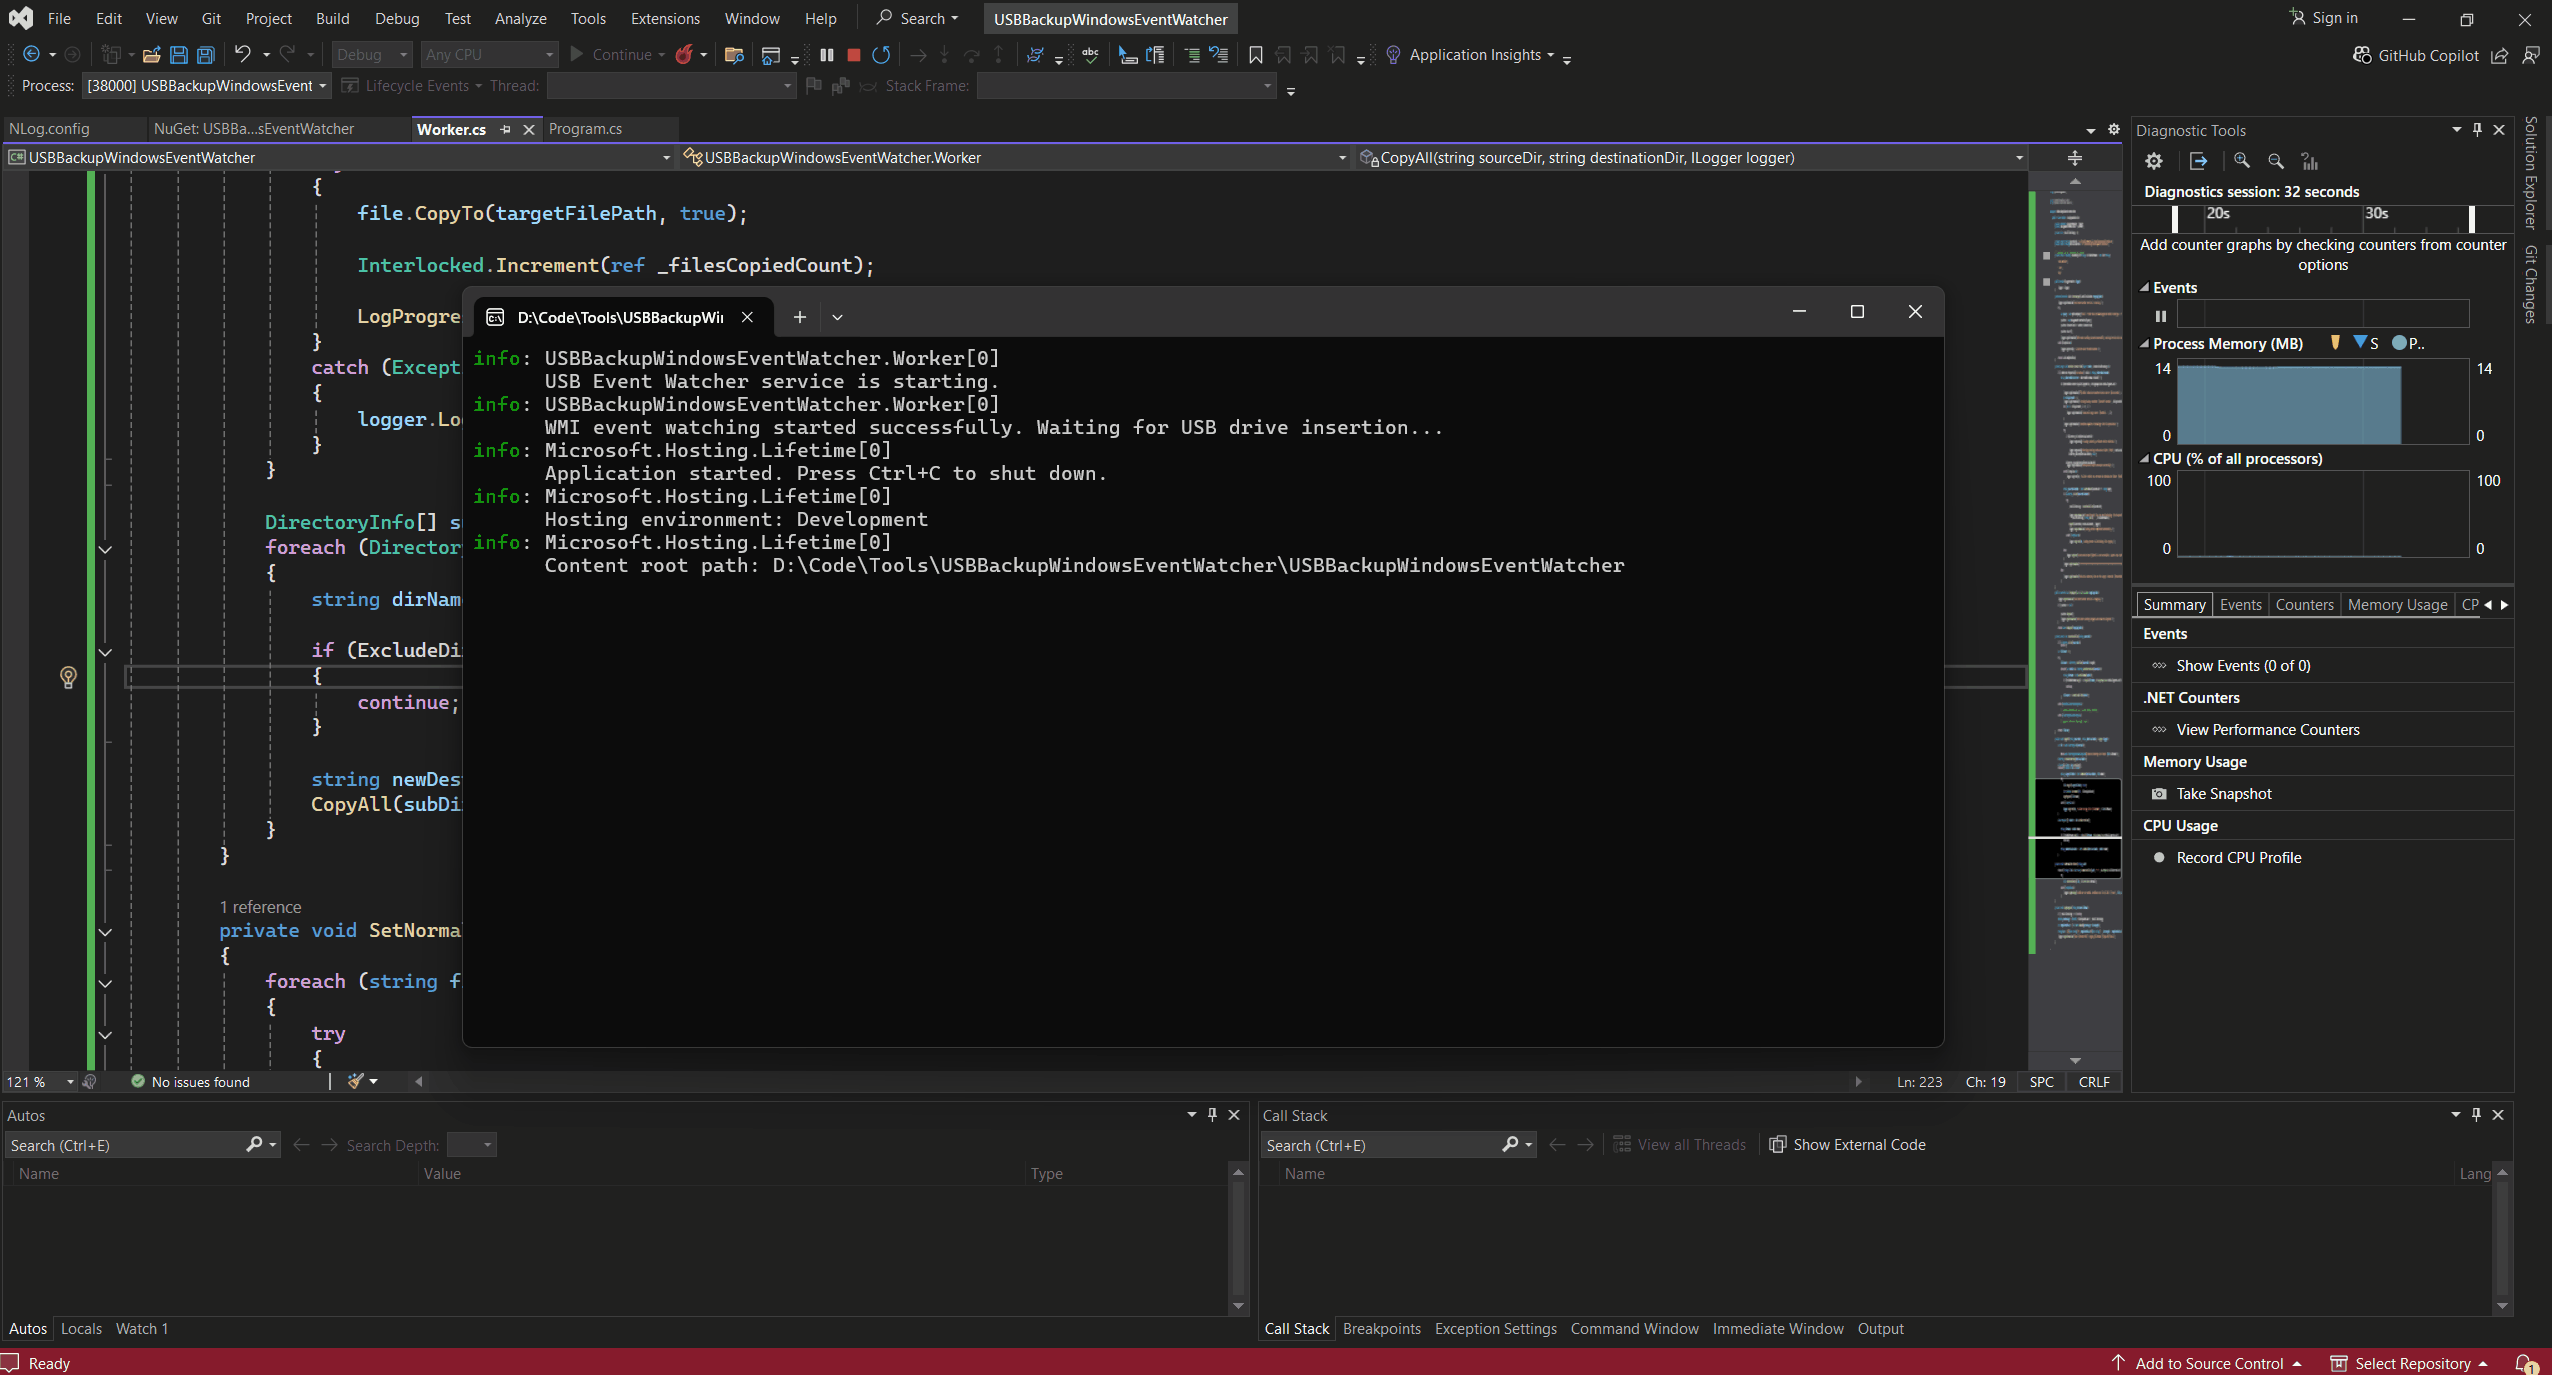 File Edit View Git Project Build Debug Test Analyze Tools Extensions Window Help Search USBBackupWindowsEventWatcher Sign in
Debug Any CPU Continue abc Application Insights GitHub Copilot
Process: [38000] USBBackupWindowsEvent Lifecycle Events Thread: Stack Frame:
NLog.config NuGet: USBBa...sEventWatcher Worker.cs Program.cs
C# USBBackupWindowsEventWatcher USBBackupWindowsEventWatcher.Worker CopyAll(string sourceDir, string destinationDir, ILogger logger)
{
file.CopyTo(targetFilePath, true);
Interlocked.Increment(ref _filesCopiedCount);
LogProgre
}
catch (Except
{
logger.Lo
}
}
DirectoryInfo[] s
foreach (Director
{
string dirNam
if (ExcludeDi
{
continue;
}
string newDes
CopyAll(subDi
}
}
1 reference
private void SetNorma
{
foreach (string f
{
try
{
D:\Code\Tools\USBBackupWi
info: USBBackupWindowsEventWatcher.Worker[0]
USB Event Watcher service is starting.
info: USBBackupWindowsEventWatcher.Worker[0]
WMI event watching started successfully. Waiting for USB drive insertion...
info: Microsoft.Hosting.Lifetime[0]
Application started. Press Ctrl+C to shut down.
info: Microsoft.Hosting.Lifetime[0]
Hosting environment: Development
info: Microsoft.Hosting.Lifetime[0]
Content root path: D:\Code\Tools\USBBackupWindowsEventWatcher\USBBackupWindowsEventWatcher
121 % No issues found Ln: 223 Ch: 19 SPC CRLF
Diagnostic Tools
Diagnostics session: 32 seconds
20s 30s
Add counter graphs by checking counters from counter
options
Events
Process Memory (MB) S P..
14 14
0 0
CPU (% of all processors)
100 100
0 0
Summary Events Counters Memory Usage CP
Events
Show Events (0 of 0)
.NET Counters
View Performance Counters
Memory Usage
Take Snapshot
CPU Usage
Record CPU Profile
Solution Explorer
Git Changes
Autos
Search (Ctrl+E) Search Depth:
Name Value Type
Autos Locals Watch 1
Call Stack
Search (Ctrl+E) View all Threads Show External Code
Name Lang
Call Stack Breakpoints Exception Settings Command Window Immediate Window Output
Ready Add to Source Control Select Repository 1